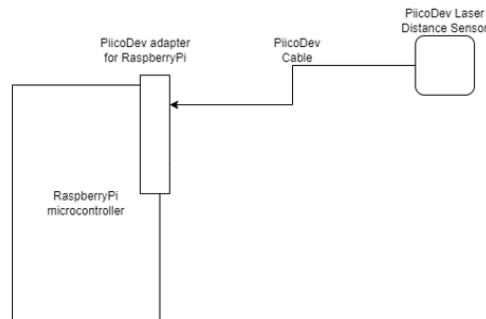 PiicoDev Laser
Distance Sensor
PiicoDev adapter
for RaspberryPi
PiicoDev
Cable
RaspberryPi
microcontroller